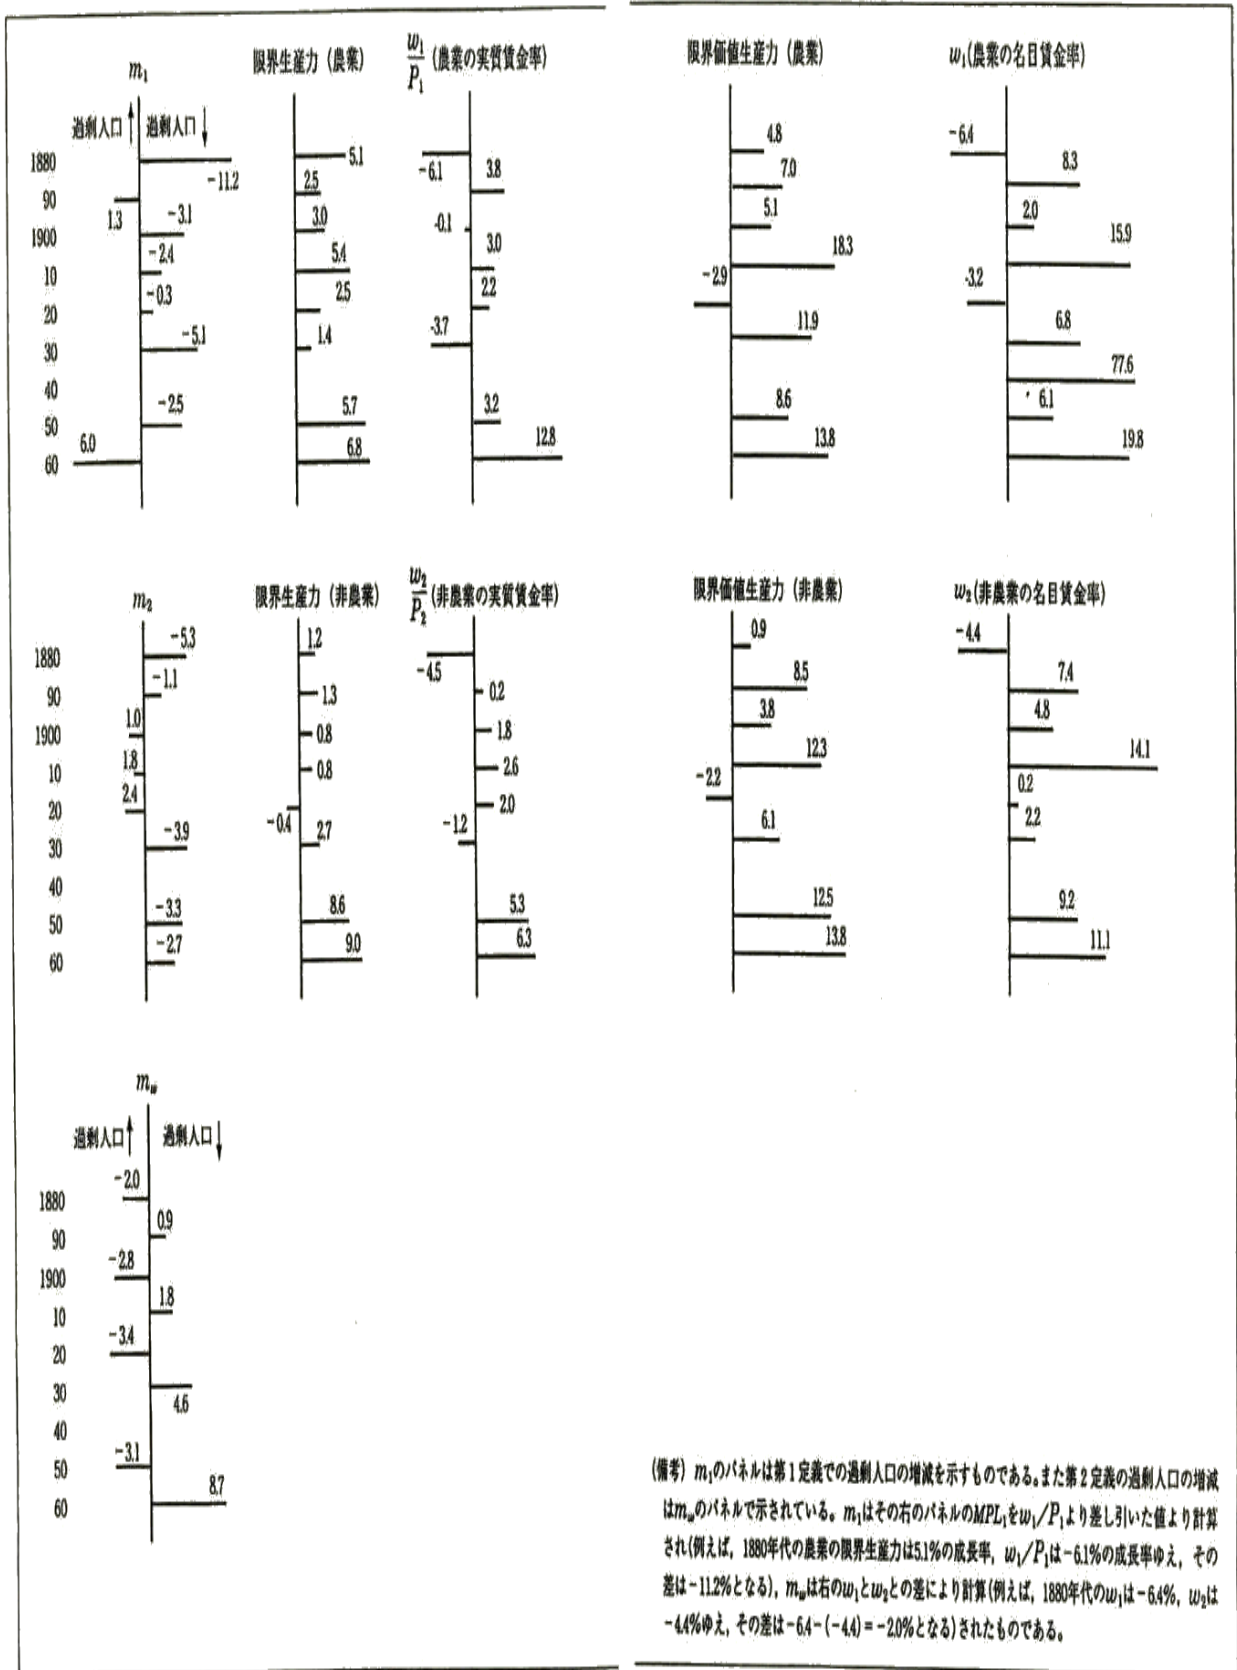 m₁
限界生産力（農業）
w₁/P₁（農業の実質賃金率）
限界価値生産力（農業）
w₁(農業の名目賃金率)
過剰人口↑ 過剰人口↓
1880 -11.2 5.1 -6.1 4.8 -6.4
90 1.3 2.5 3.8 7.0 8.3
1900 -3.1 3.0 -0.1 5.1 2.0
10 -2.4 5.4 3.0 18.3 15.9
20 -0.3 2.5 2.2 -2.9 -3.2
30 -5.1 1.4 -3.7 11.9 6.8
40 77.6
50 -2.5 5.7 3.2 8.6 6.1
60 6.0 6.8 12.8 13.8 19.8
m₂
限界生産力（非農業）
w₂/P₂（非農業の実質賃金率）
限界価値生産力（非農業）
w₂(非農業の名目賃金率)
1880 -5.3 1.2 -4.5 0.9 -4.4
90 -1.1 1.3 0.2 8.5 7.4
1900 1.0 0.8 1.8 3.8 4.8
10 1.8 0.8 2.6 12.3 14.1
20 2.4 -0.4 2.0 -2.2 0.2
30 -3.9 2.7 -1.2 6.1 2.2
40
50 -3.3 8.6 5.3 12.5 9.2
60 -2.7 9.0 6.3 13.8 11.1
m_w
過剰人口↑ 過剰人口↓
1880 -2.0
90 0.9
1900 -2.8
10 1.8
20 -3.4
30 4.6
40
50 -3.1
60 8.7
（備考）m₁のパネルは第1定義での過剰人口の増減を示すものである。また第2定義の過剰人口の増減
はm_wのパネルで示されている。m₁はその右のパネルのMPL₁をw₁/P₁より差し引いた値より計算
され(例えば，1880年代の農業の限界生産力は5.1%の成長率，w₁/P₁は-6.1%の成長率ゆえ，その
差は-11.2%となる)，m_wは右のw₁とw₂との差により計算(例えば，1880年代のw₁は-6.4%，w₂は
-4.4%ゆえ，その差は-6.4-(-4.4)=-2.0%となる)されたものである。